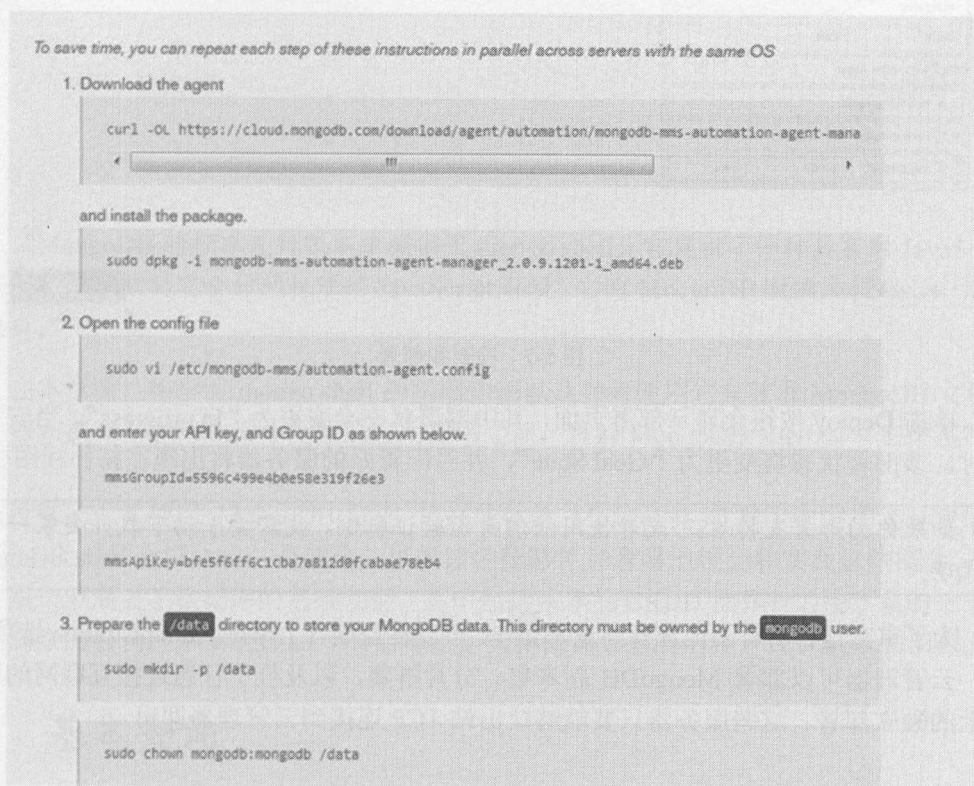 To save time, you can repeat each step of these instructions in parallel across servers with the same OS
1. Download the agent
curl -OL https://cloud.mongodb.com/download/agent/automation/mongodb-mms-automation-agent-mana
and install the package.
sudo dpkg -i mongodb-mms-automation-agent-manager_2.0.9.1201-1_amd64.deb
2. Open the config file
sudo vi /etc/mongodb-mms/automation-agent.config
and enter your API key, and Group ID as shown below.
mmsGroupId=5596c499e4b0e58e319f26e3
mmsApiKey=bfe5f6ff6c1cba7a812d0fcabae78eb4
3. Prepare the /data directory to store your MongoDB data. This directory must be owned by the mongodb user.
sudo mkdir -p /data
sudo chown mongodb:mongodb /data